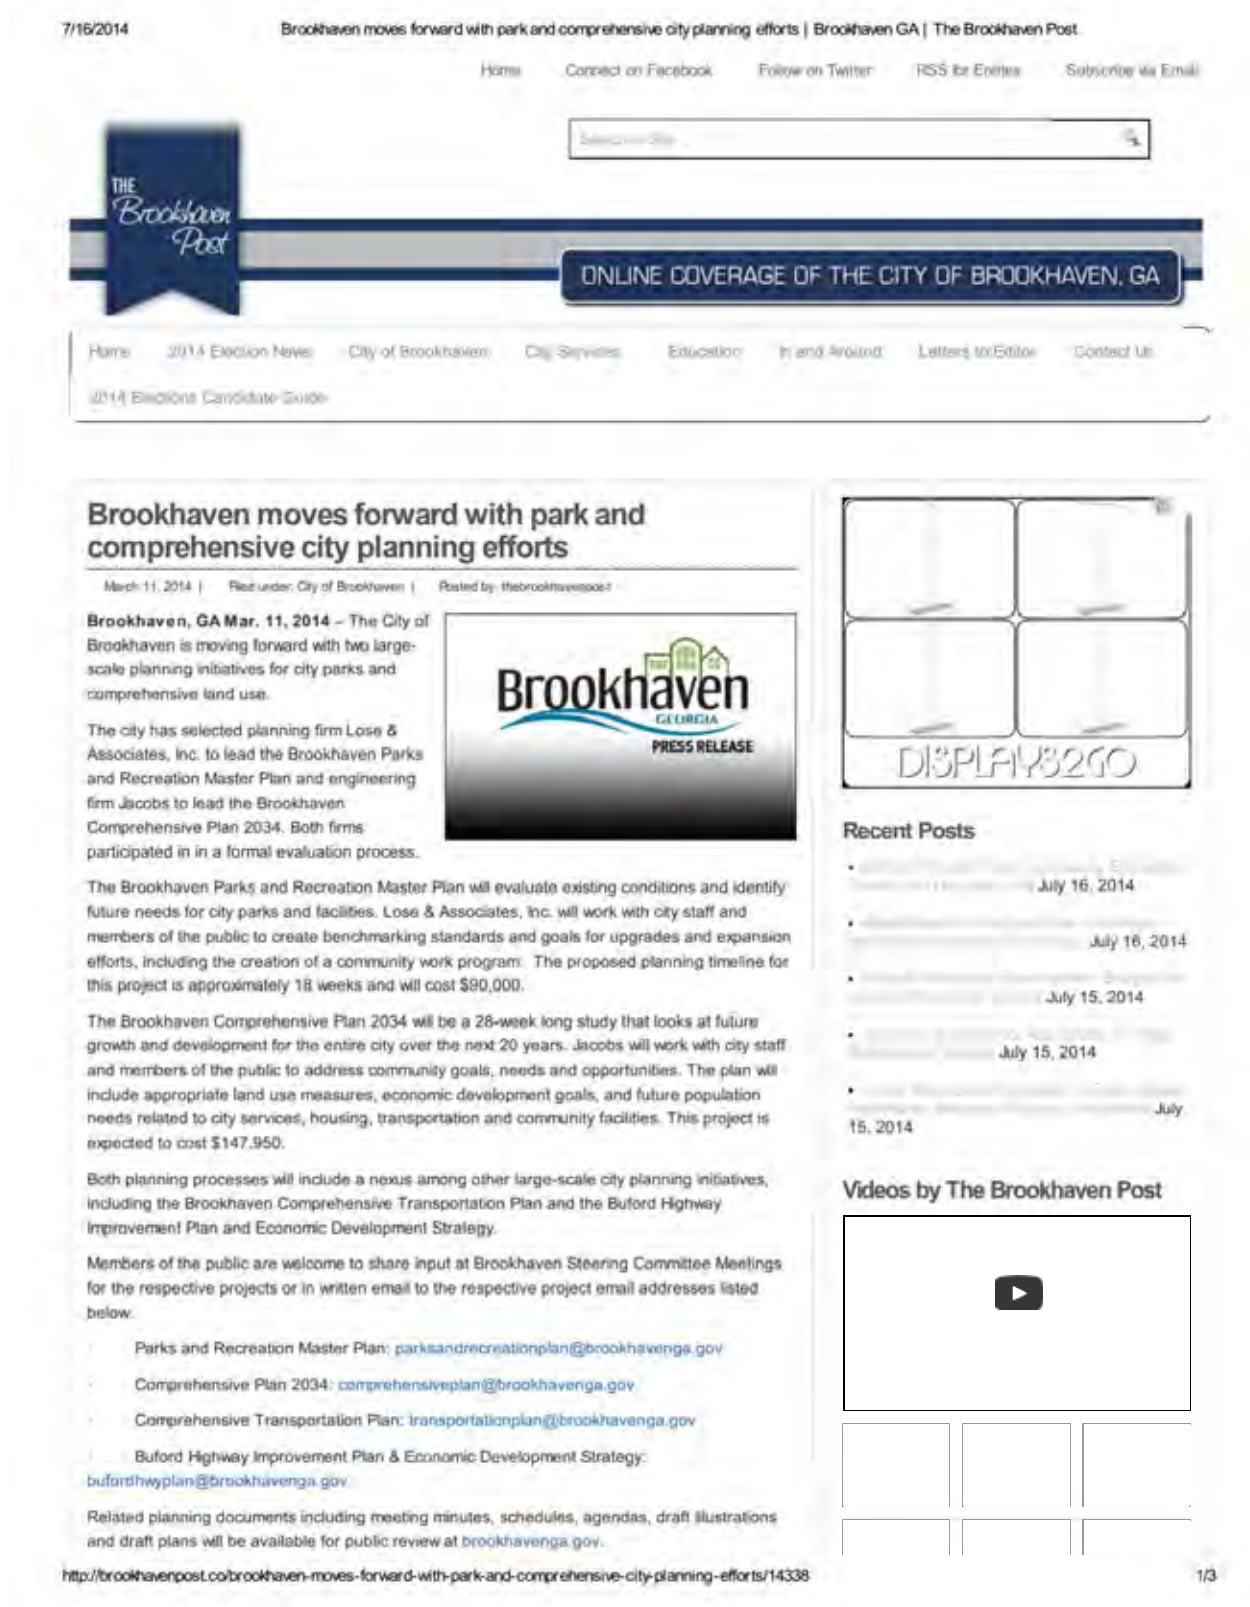 7/16/2014 Brookhaven moves forward with park and comprehensive city planning efforts | Brookhaven GA | The Brookhaven Post
Home Connect on Facebook Follow on Twitter RSS for Entries Subscribe via Email
THE
Brookhaven
Post
ONLINE COVERAGE OF THE CITY OF BROOKHAVEN, GA
Home 2014 Election News City of Brookhaven City Services Education In and Around Letters to Editor Contact Us
2014 Elections Candidate Guide
Brookhaven moves forward with park and
comprehensive city planning efforts
March 11, 2014 | Filed under: City of Brookhaven | Posted by: thebrookhavenpost
Brookhaven, GA Mar. 11, 2014 – The City of
Brookhaven is moving forward with two large-
scale planning initiatives for city parks and
comprehensive land use.
The city has selected planning firm Lose &
Associates, Inc. to lead the Brookhaven Parks
and Recreation Master Plan and engineering
firm Jacobs to lead the Brookhaven
Comprehensive Plan 2034. Both firms
participated in in a formal evaluation process.
Brookhaven
GEORGIA
PRESS RELEASE
The Brookhaven Parks and Recreation Master Plan will evaluate existing conditions and identify
future needs for city parks and facilities. Lose & Associates, Inc. will work with city staff and
members of the public to create benchmarking standards and goals for upgrades and expansion
efforts, including the creation of a community work program. The proposed planning timeline for
this project is approximately 18 weeks and will cost $90,000.
The Brookhaven Comprehensive Plan 2034 will be a 28-week long study that looks at future
growth and development for the entire city over the next 20 years. Jacobs will work with city staff
and members of the public to address community goals, needs and opportunities. The plan will
include appropriate land use measures, economic development goals, and future population
needs related to city services, housing, transportation and community facilities. This project is
expected to cost $147,950.
Both planning processes will include a nexus among other large-scale city planning initiatives,
including the Brookhaven Comprehensive Transportation Plan and the Buford Highway
Improvement Plan and Economic Development Strategy.
Members of the public are welcome to share input at Brookhaven Steering Committee Meetings
for the respective projects or in written email to the respective project email addresses listed
below.
· Parks and Recreation Master Plan: parksandrecreationplan@brookhavenga.gov
· Comprehensive Plan 2034: comprehensiveplan@brookhavenga.gov
· Comprehensive Transportation Plan: transportationplan@brookhavenga.gov
· Buford Highway Improvement Plan & Economic Development Strategy:
bufordhwyplan@brookhavenga.gov
Related planning documents including meeting minutes, schedules, agendas, draft illustrations
and draft plans will be available for public review at brookhavenga.gov.
DISPLAYS2GO
Recent Posts
July 16, 2014
July 16, 2014
July 15, 2014
July 15, 2014
July
15, 2014
Videos by The Brookhaven Post
http://brookhavenpost.co/brookhaven-moves-forward-with-park-and-comprehensive-city-planning-efforts/14338 1/3